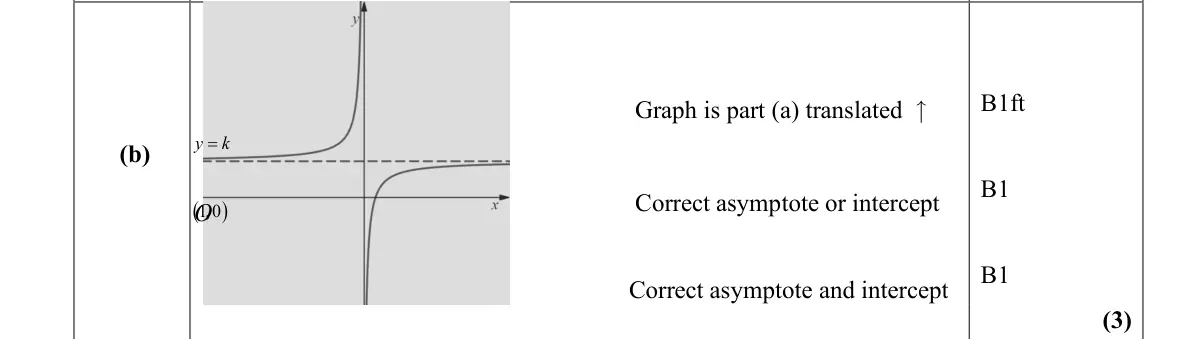 y
Graph is part (a) translated ↑
B1ft
(b)
y = k
Correct asymptote or intercept
B1
x
Correct asymptote and intercept
B1
(3)